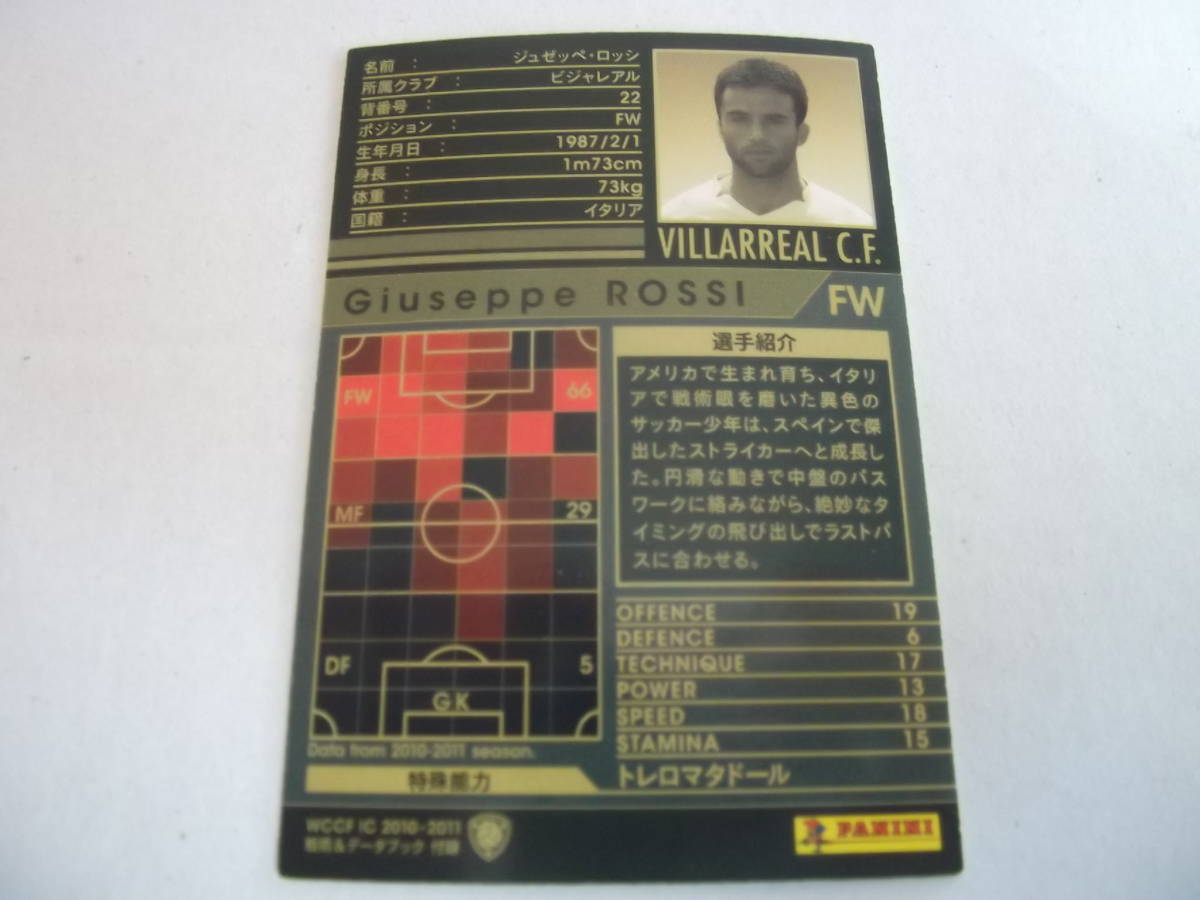 名前 : ジュゼッペ・ロッシ
所属クラブ : ビジャレアル
背番号 : 22
ポジション : FW
生年月日 : 1987/2/1
身長 : 1m73cm
体重 : 73kg
国籍 : イタリア
VILLARREAL C.F.
Giuseppe ROSSI FW
FW 66
MF 29
DF 5
GK
Data from 2010-2011 season.
選手紹介
アメリカで生まれ育ち、イタリ
アで戦術眼を磨いた異色の
サッカー少年は、スペインで傑
出したストライカーへと成長し
た。円滑な動きで中盤のパス
ワークに絡みながら、絶妙なタ
イミングの飛び出しでラストパ
スに合わせる。
OFFENCE 19
DEFENCE 6
TECHNIQUE 17
POWER 13
SPEED 18
STAMINA 15
特殊能力 トレロマタドール
WCCF IC 2010-2011
戦術&データブック 付録
PANINI